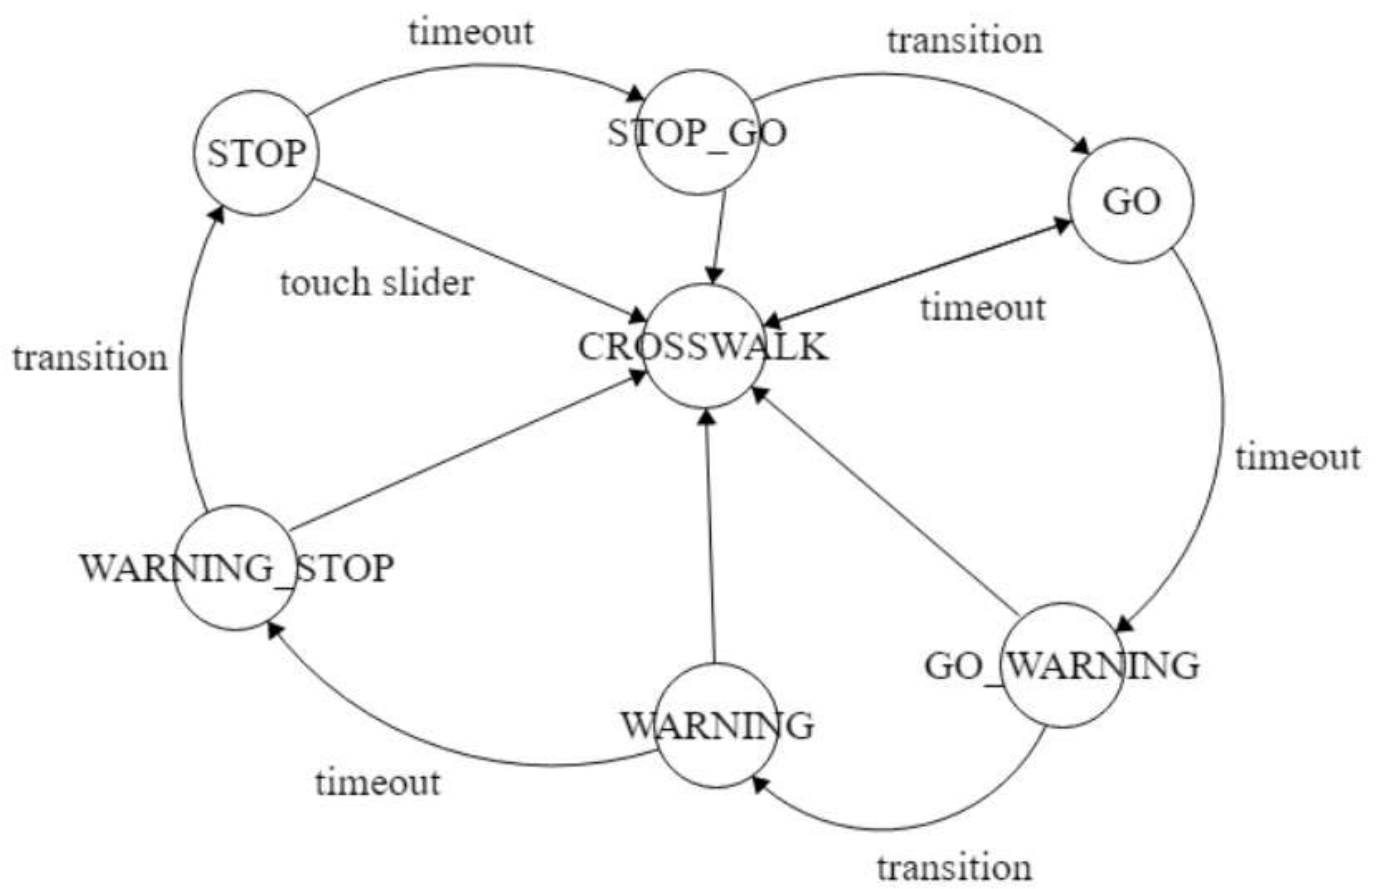 timeout
transition
STOP
STOP_GO
GO
touch slider
timeout
CROSSWALK
transition
timeout
WARNING_STOP
GO_WARNING
WARNING
timeout
transition